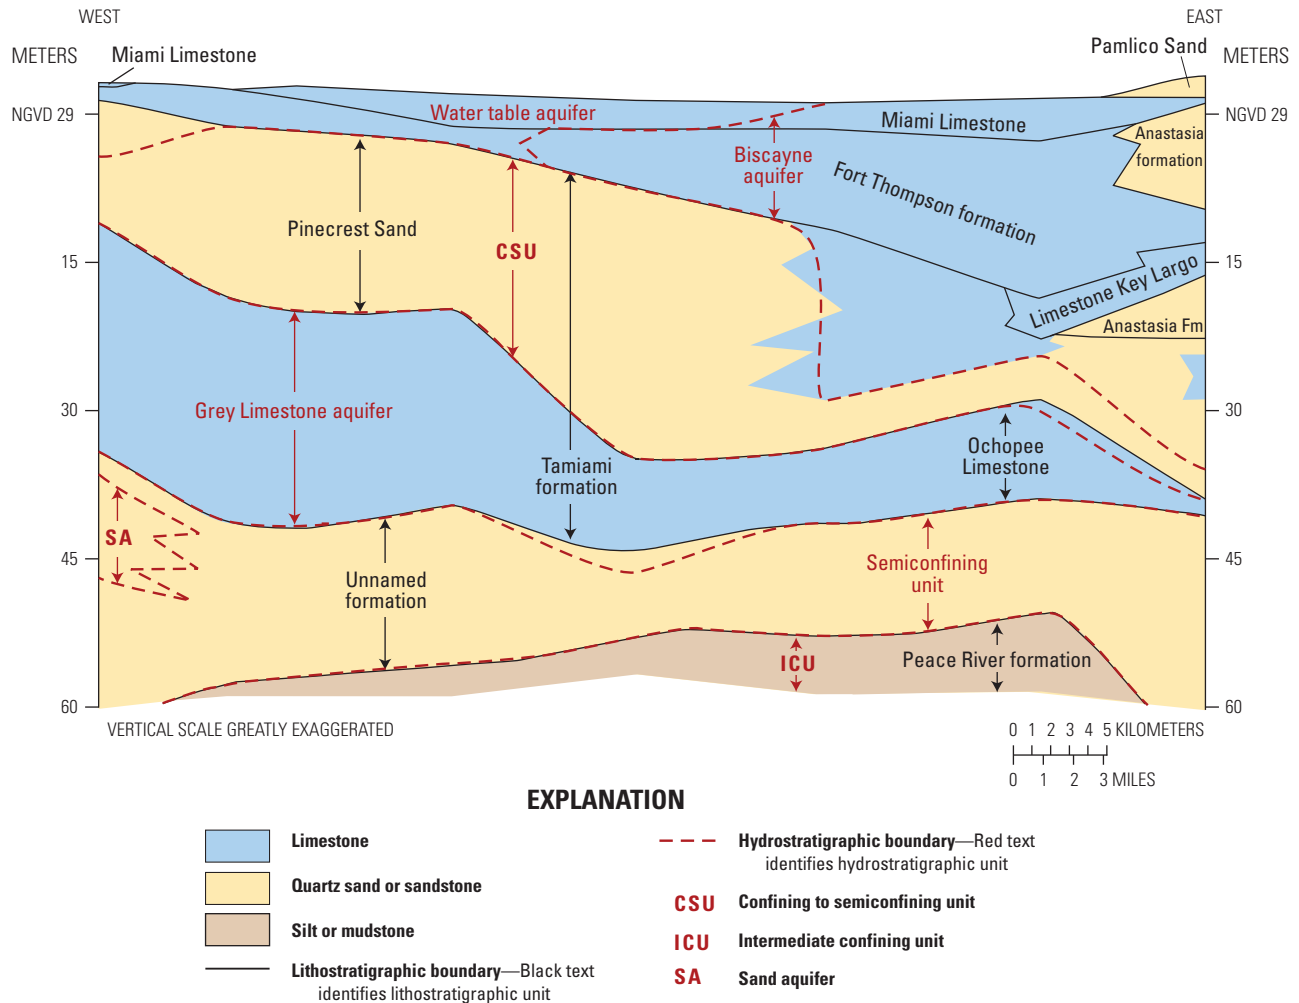 WEST
EAST
METERS
Miami Limestone
Pamlico Sand
METERS
NGVD 29
Water table aquifer
Miami Limestone
NGVD 29
Anastasia
formation
Biscayne
aquifer
Fort Thompson formation
Pinecrest Sand
CSU
15
15
Limestone Key Largo
Anastasia Fm
Grey Limestone aquifer
30
30
Ochopee
Limestone
Tamiami
formation
SA
45
45
Unnamed
formation
Semiconfining
unit
ICU
Peace River formation
60
60
VERTICAL SCALE GREATLY EXAGGERATED
0 1 2 3 4 5 KILOMETERS
0 1 2 3 MILES
EXPLANATION
Limestone
Quartz sand or sandstone
Silt or mudstone
Lithostratigraphic boundary—Black text
identifies lithostratigraphic unit
Hydrostratigraphic boundary—Red text
identifies hydrostratigraphic unit
CSU Confining to semiconfining unit
ICU Intermediate confining unit
SA Sand aquifer